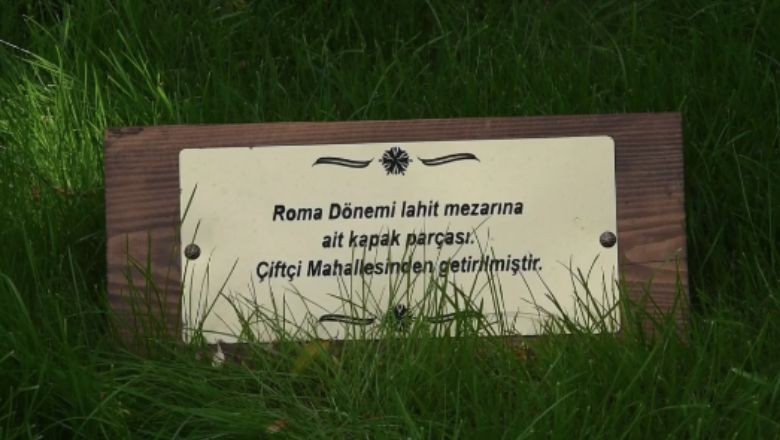 Roma Dönemi lahit mezarına
ait kapak parçası.
Çiftçi Mahallesinden getirilmiştir.